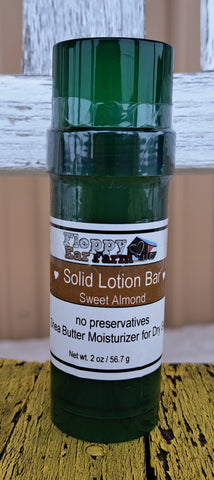 Floppy
Ear Farm
Solid Lotion Bar
Sweet Almond
no preservatives
Shea Butter Moisturizer for Dry
Net wt. 2 oz / 56.7 g